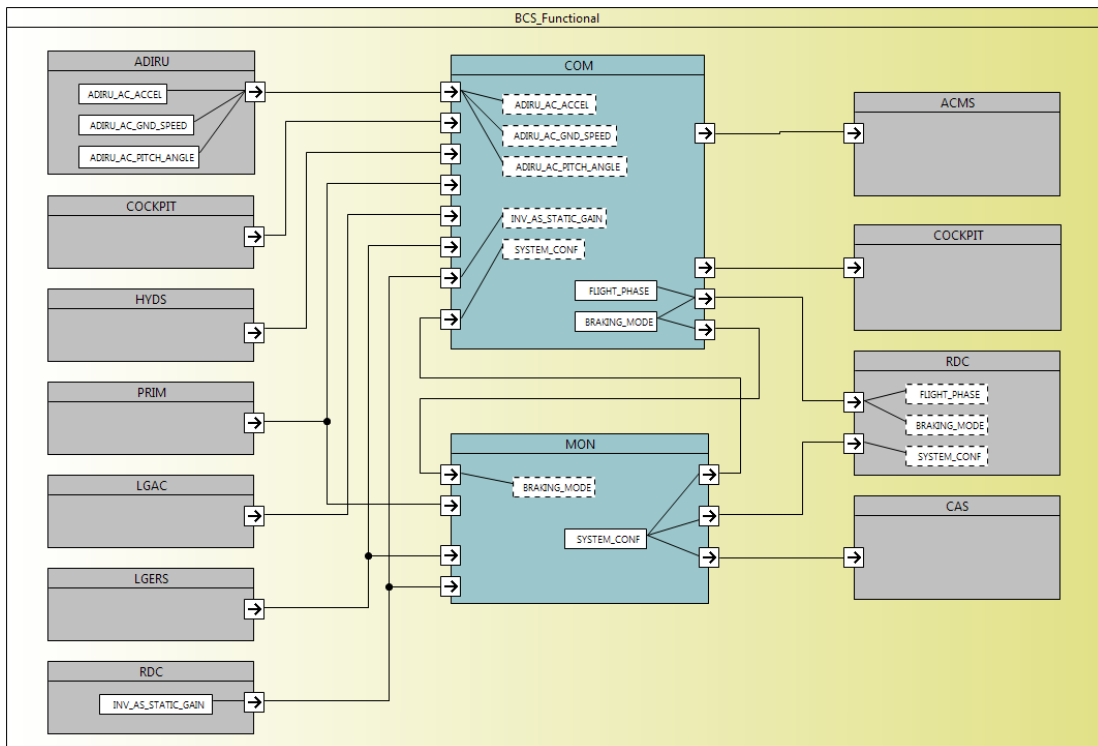 BCS_Functional
ADIRU
ADIRU_AC_ACCEL
ADIRU_AC_GND_SPEED
ADIRU_AC_PITCH_ANGLE
COCKPIT
HYDS
PRIM
LGAC
LGERS
RDC
INV_AS_STATIC_GAIN
COM
ADIRU_AC_ACCEL
ADIRU_AC_GND_SPEED
ADIRU_AC_PITCH_ANGLE
INV_AS_STATIC_GAIN
SYSTEM_CONF
FLIGHT_PHASE
BRAKING_MODE
MON
BRAKING_MODE
SYSTEM_CONF
ACMS
COCKPIT
RDC
FLIGHT_PHASE
BRAKING_MODE
SYSTEM_CONF
CAS